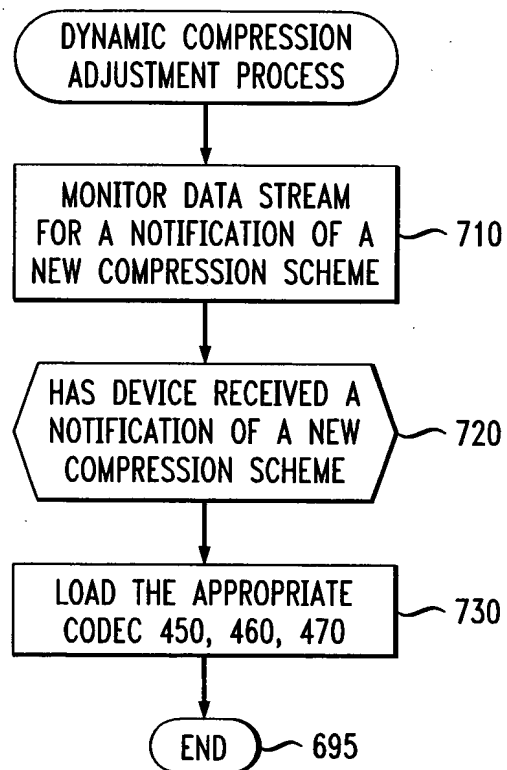 DYNAMIC COMPRESSION
ADJUSTMENT PROCESS
MONITOR DATA STREAM
FOR A NOTIFICATION OF A
NEW COMPRESSION SCHEME
710
HAS DEVICE RECEIVED A
NOTIFICATION OF A NEW
COMPRESSION SCHEME
720
LOAD THE APPROPRIATE
CODEC 450, 460, 470
730
END
695